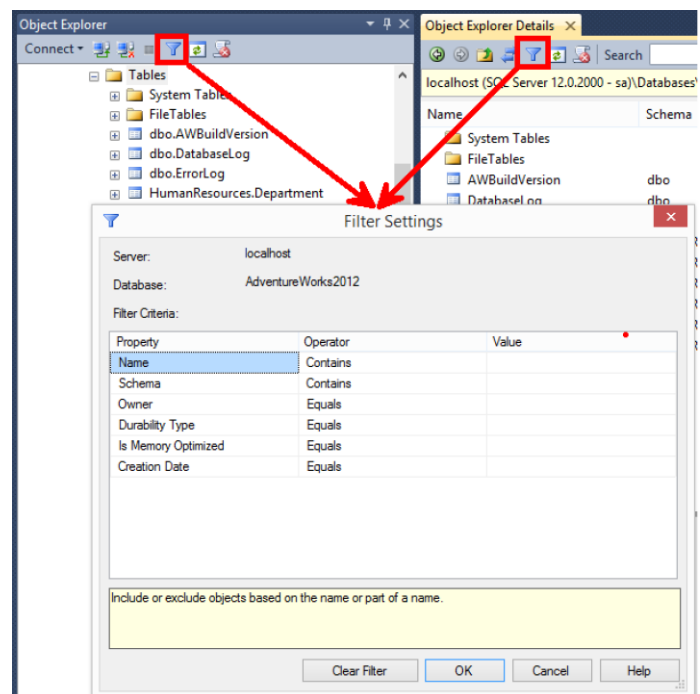 Object Explorer
Connect
Tables
System Tables
FileTables
dbo.AWBuildVersion
dbo.DatabaseLog
dbo.ErrorLog
HumanResources.Department
Object Explorer Details
Search
localhost (SQL Server 12.0.2000 - sa)\Databases\
Name Schema
System Tables
FileTables
AWBuildVersion dbo
DatabaseLog dbo
Filter Settings
Server: localhost
Database: AdventureWorks2012
Filter Criteria:
Property Operator Value
Name Contains
Schema Contains
Owner Equals
Durability Type Equals
Is Memory Optimized Equals
Creation Date Equals
Include or exclude objects based on the name or part of a name.
Clear Filter OK Cancel Help